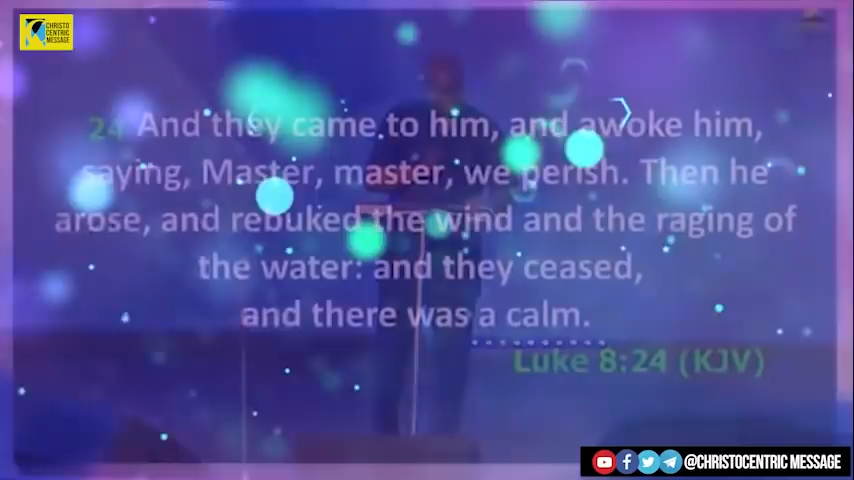 CHRISTO'
CENTRIC
MESSAGE
24 And they came to him, and awoke him,
saying, Master, master, we perish. Then he
arose, and rebuked the wind and the raging of
the water: and they ceased,
and there was a calm.
Luke 8:24 (KJV)
@CHRISTOCENTRIC MESSAGE